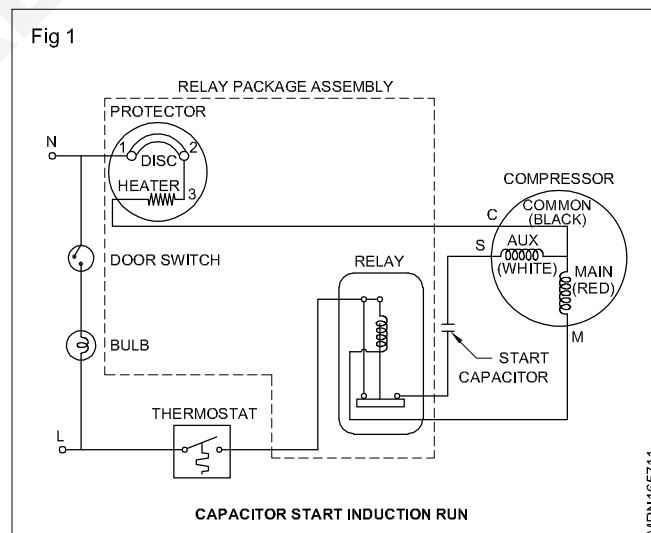 Fig 1
RELAY PACKAGE ASSEMBLY
PROTECTOR
N
1
2
DISC
HEATER
3
COMPRESSOR
C
COMMON
(BLACK)
S
AUX
(WHITE)
MAIN
(RED)
M
DOOR SWITCH
RELAY
BULB
START
CAPACITOR
THERMOSTAT
L
CAPACITOR START INDUCTION RUN